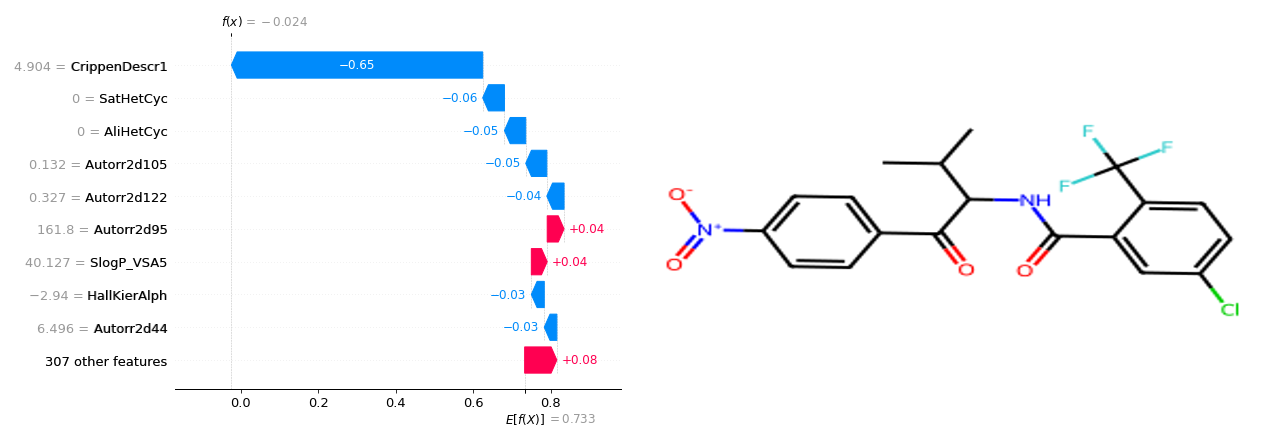 f(x) = −0.024
4.904 = CrippenDescr1
−0.65
0 = SatHetCyc
−0.06
0 = AliHetCyc
−0.05
0.132 = Autorr2d105
−0.05
0.327 = Autorr2d122
−0.04
161.8 = Autorr2d95
+0.04
40.127 = SlogP_VSA5
+0.04
−2.94 = HallKierAlph
−0.03
6.496 = Autorr2d44
−0.03
307 other features
+0.08
0.0 0.2 0.4 0.6 0.8
E[f(X)] = 0.733
F
F
F
O⁻
NH
N⁺
O
O
O
Cl